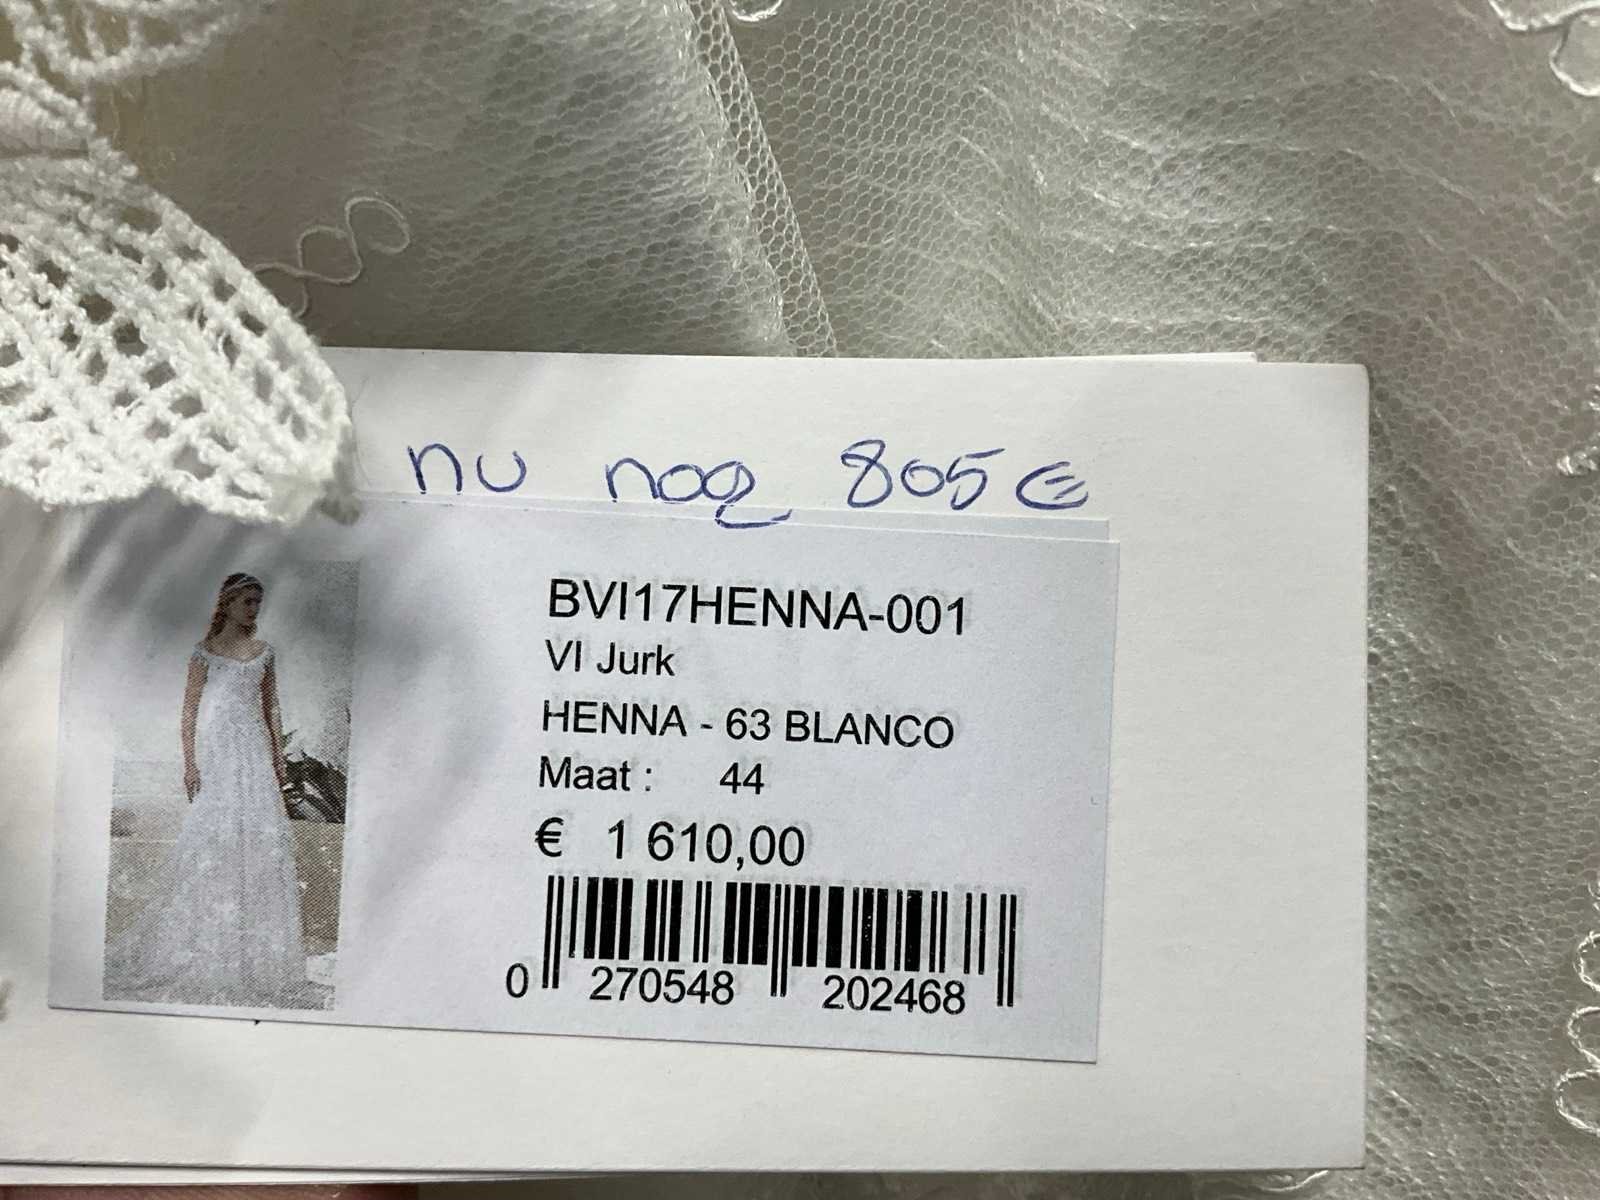 nu nog 805€
BVI17HENNA-001
VI Jurk
HENNA - 63 BLANCO
Maat : 44
€ 1 610,00
0 270548 202468